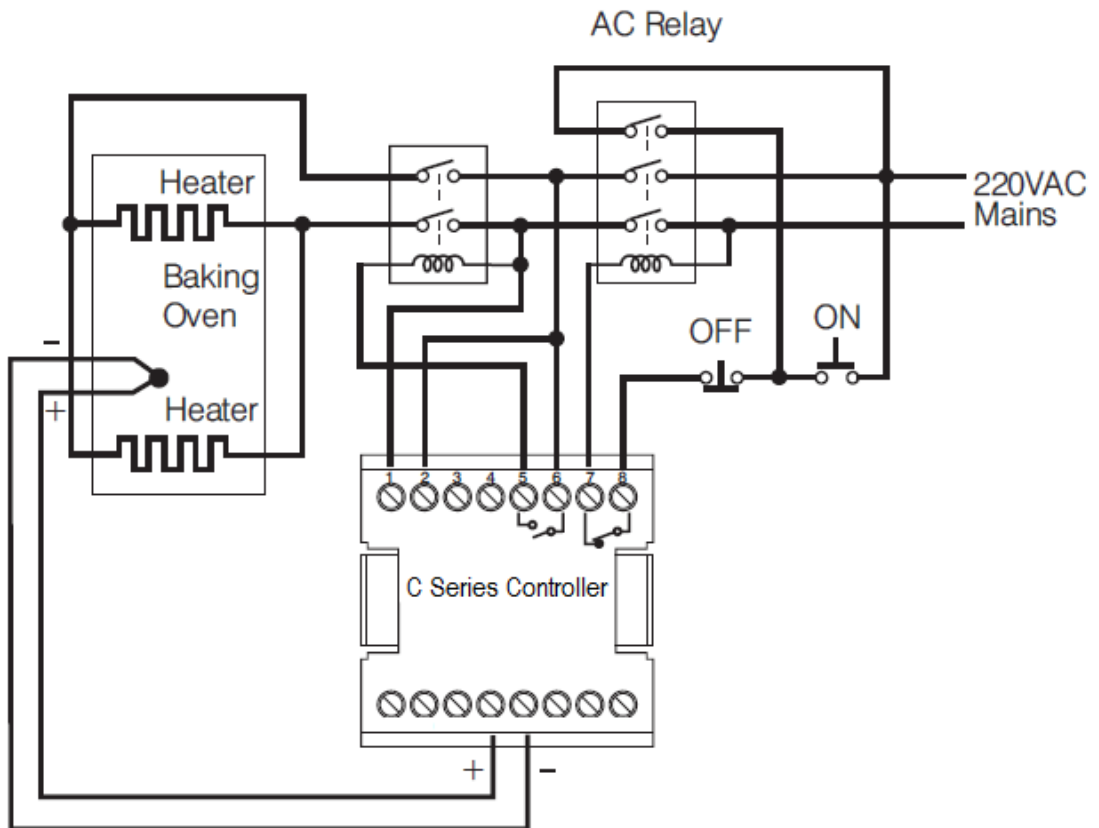 AC Relay
Heater
220VAC
Mains
Baking
Oven
OFF
ON
-
+
Heater
1 2 3 4 5 6 7 8
C Series Controller
+
-